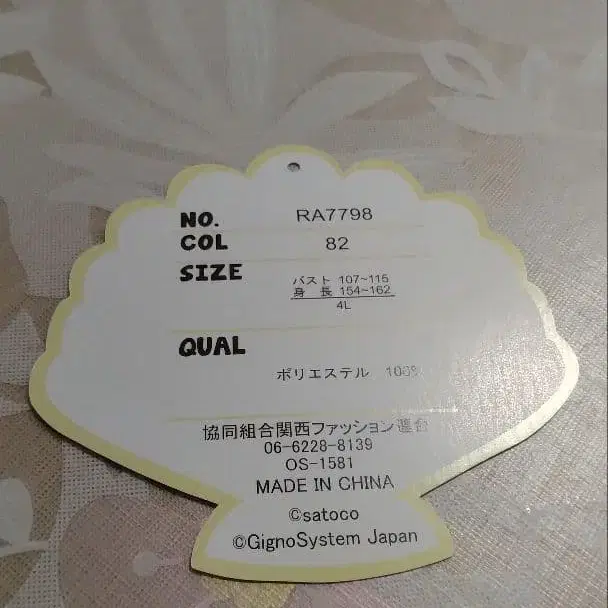 NO. RA7798
COL 82
SIZE バスト 107~115
身 長 154~162
4L
QUAL
ポリエステル 100%
協同組合関西ファッション連合
06-6228-8139
OS-1581
MADE IN CHINA
©satoco
©GignoSystem Japan